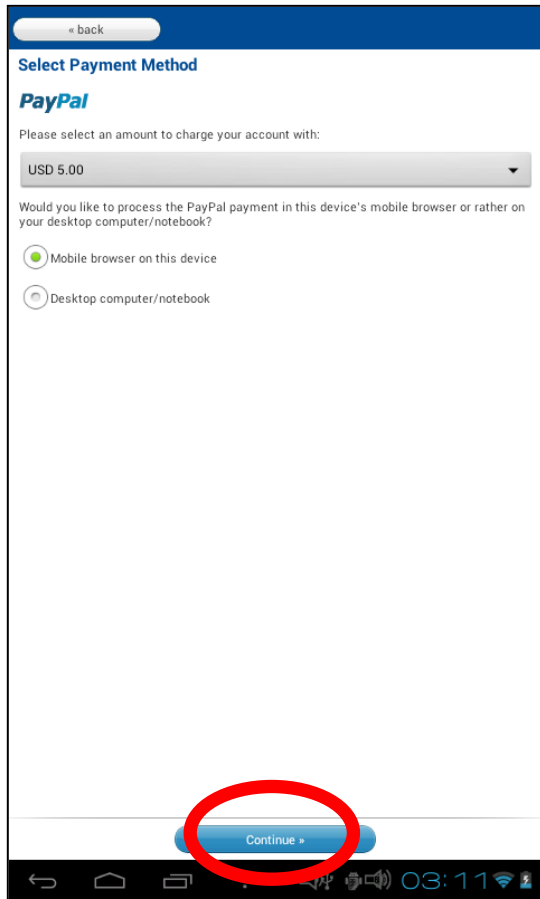 « back
Select Payment Method
PayPal
Please select an amount to charge your account with:
USD 5.00
Would you like to process the PayPal payment in this device's mobile browser or rather on
your desktop computer/notebook?
Mobile browser on this device
Desktop computer/notebook
Continue »
03:11